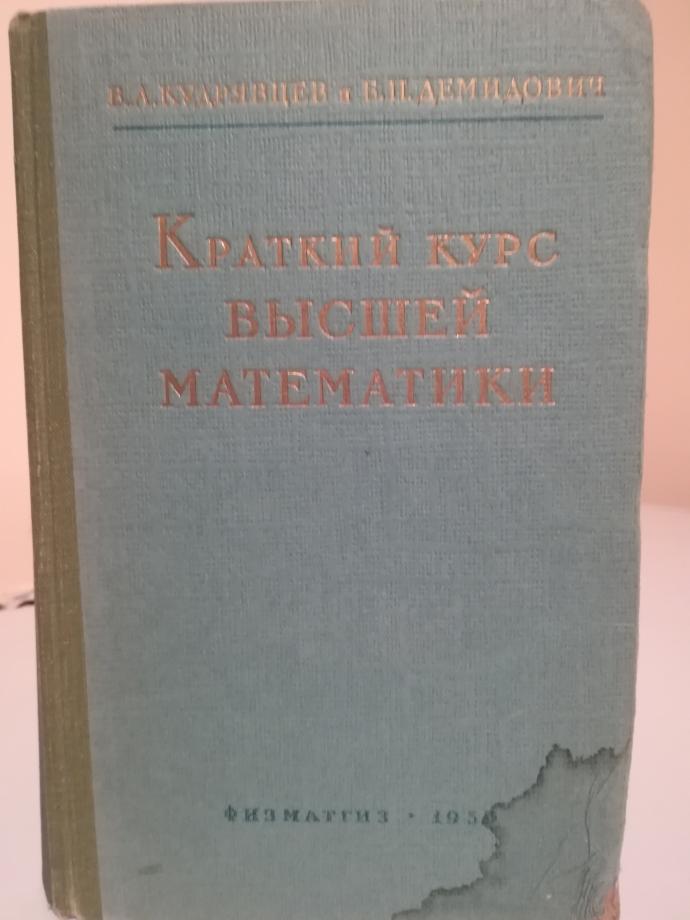 В.А.КУДРЯВЦЕВ и Б.П.ДЕМИДОВИЧ
КРАТКИЙ КУРС
ВЫСШЕЙ
МАТЕМАТИКИ
ФИЗМАТГИЗ •